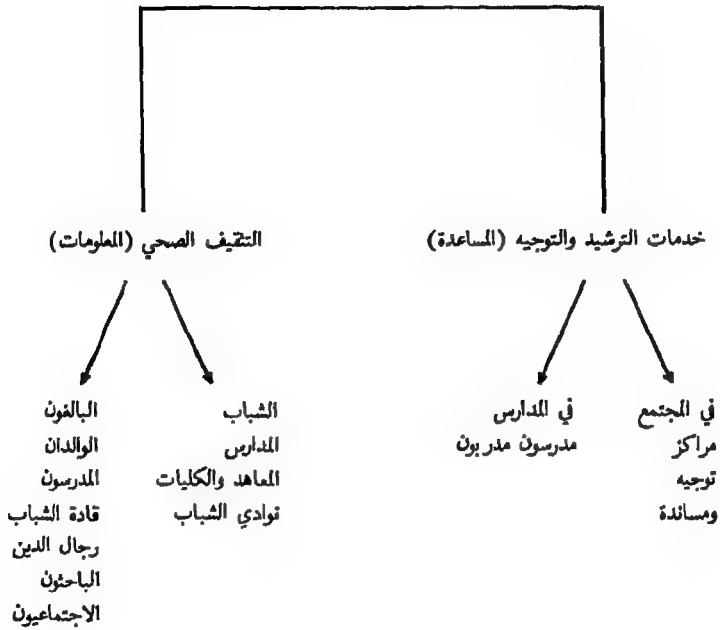 خدمات الترشيد والتوجيه (المساعدة)
في المجتمع
مراكز
توجيه
ومساندة
في المدارس
مدرسون مدربون
التثقيف الصحي (المعلومات)
الشباب
المدارس
المعاهد والكليات
نوادي الشباب
البالغون
الوالدان
المدرسون
قادة الشباب
رجال الدين
الباحثون
الاجتماعيون